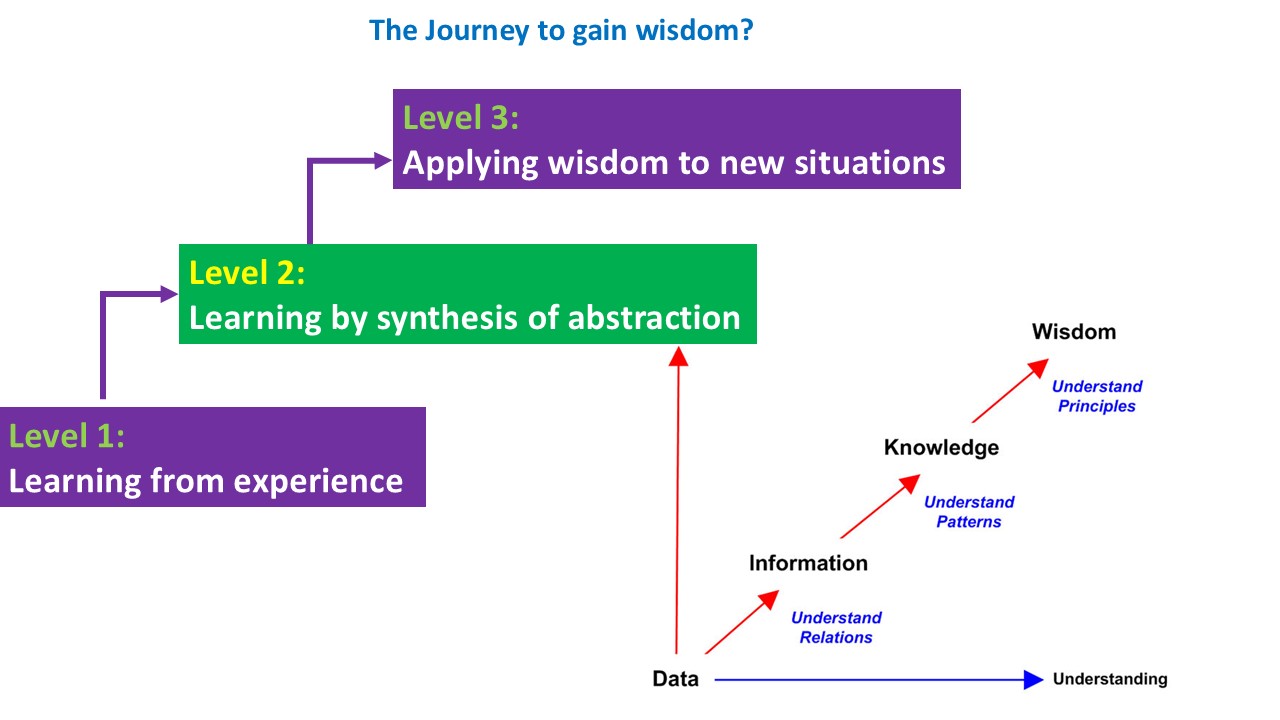 The Journey to gain wisdom?
Level 3:
Applying wisdom to new situations
Level 2:
Learning by synthesis of abstraction
Level 1:
Learning from experience
Wisdom
Understand
Principles
Knowledge
Understand
Patterns
Information
Understand
Relations
Data
Understanding